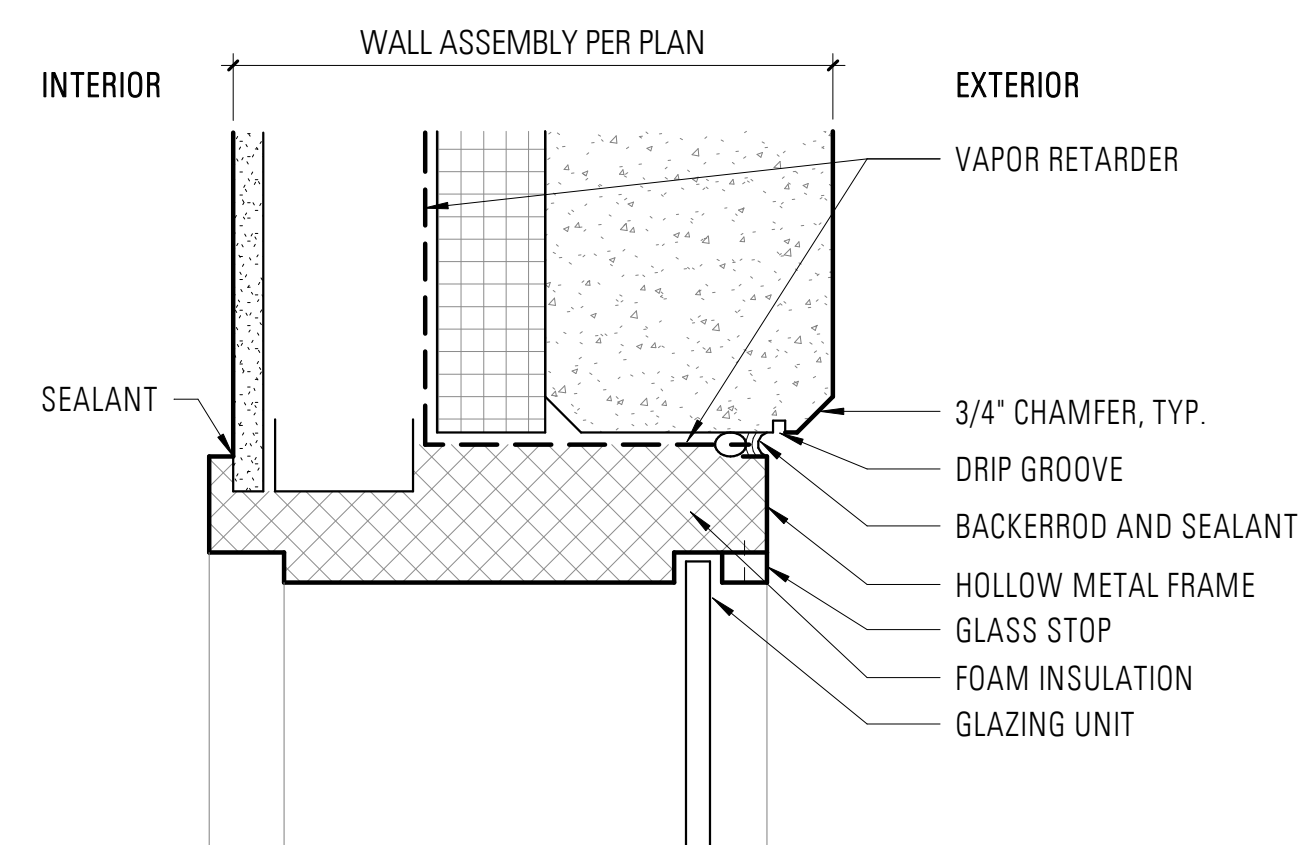 WALL ASSEMBLY PER PLAN
INTERIOR
EXTERIOR
VAPOR RETARDER
SEALANT
3/4" CHAMFER, TYP.
DRIP GROOVE
BACKERROD AND SEALANT
HOLLOW METAL FRAME
GLASS STOP
FOAM INSULATION
GLAZING UNIT